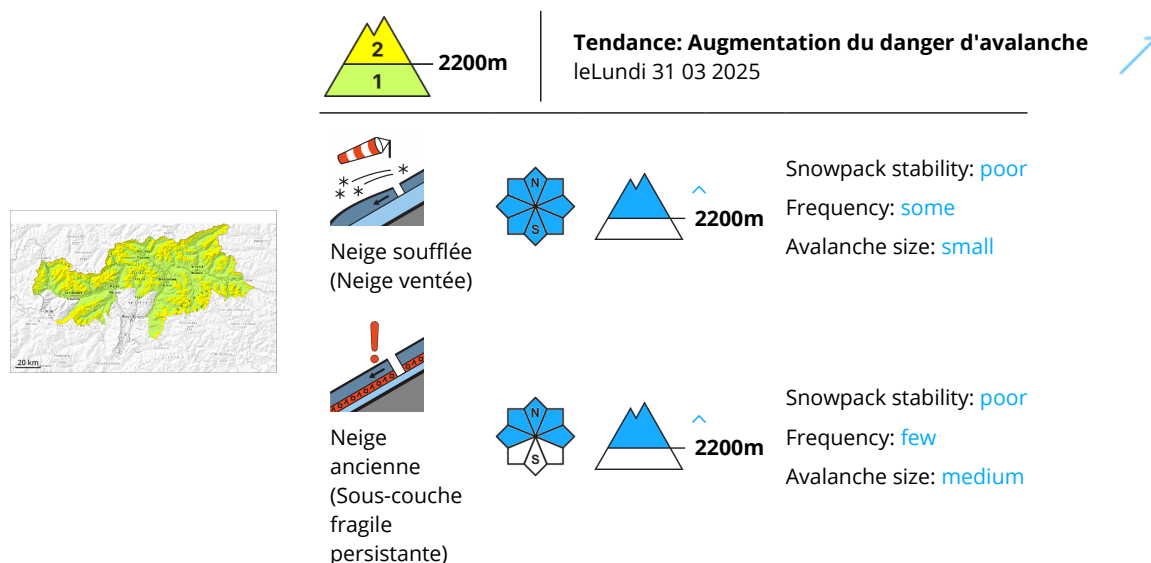 2
1
2200m
Tendance: Augmentation du danger d'avalanche
leLundi 31 03 2025
20 km
Neige soufflée
(Neige ventée)
N
S
2200m
Snowpack stability: poor
Frequency: some
Avalanche size: small
Neige
ancienne
(Sous-couche
fragile
persistante)
N
S
2200m
Snowpack stability: poor
Frequency: few
Avalanche size: medium